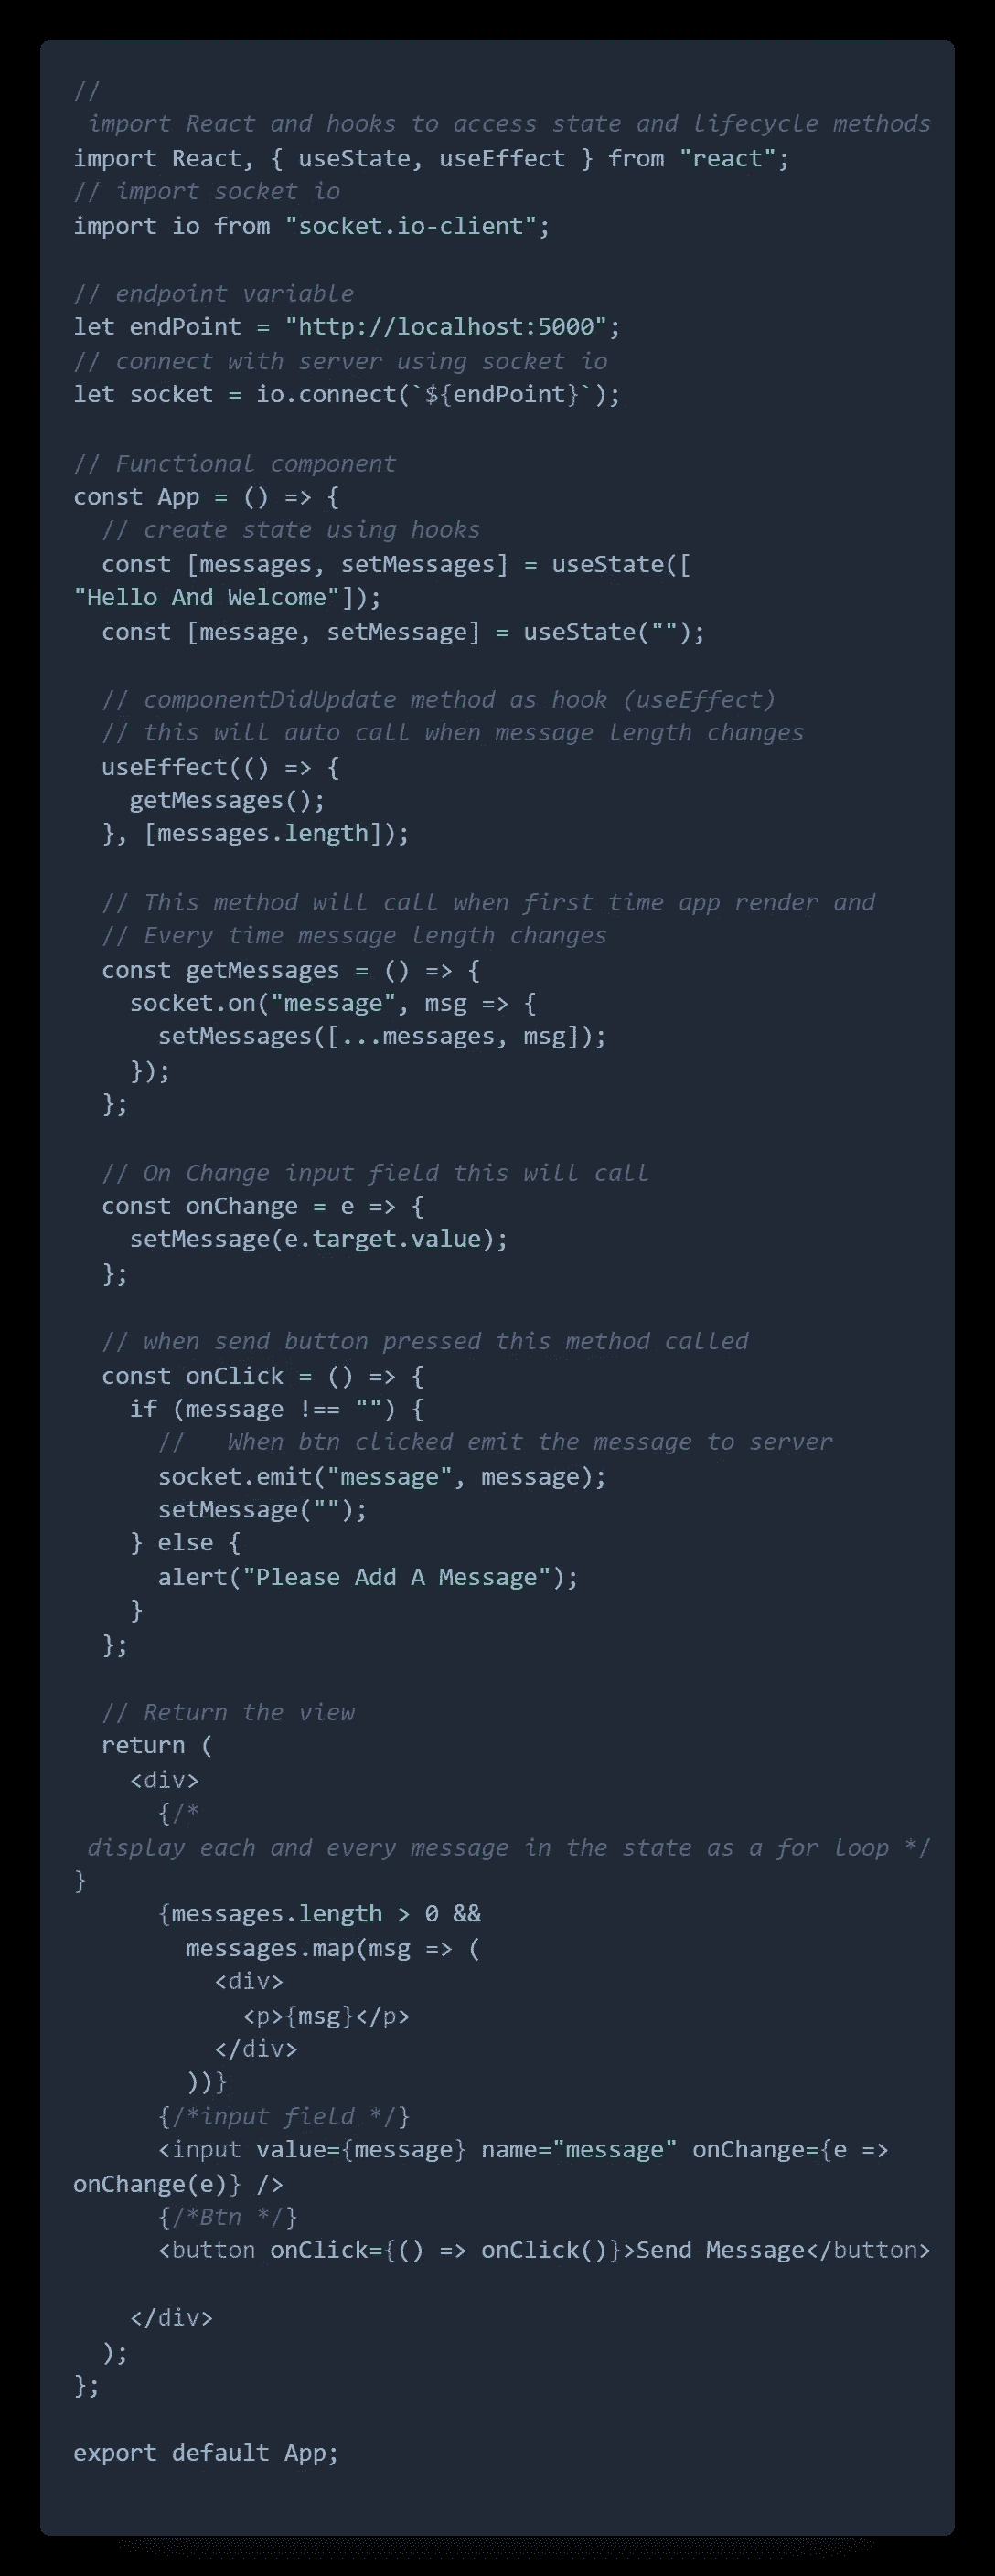 //
 import React and hooks to access state and lifecycle methods
import React, { useState, useEffect } from "react";
// import socket io
import io from "socket.io-client";

// endpoint variable
let endPoint = "http://localhost:5000";
// connect with server using socket io
let socket = io.connect(`${endPoint}`);

// Functional component
const App = () => {
  // create state using hooks
  const [messages, setMessages] = useState([
"Hello And Welcome"]);
  const [message, setMessage] = useState("");

  // componentDidUpdate method as hook (useEffect)
  // this will auto call when message length changes
  useEffect(() => {
    getMessages();
  }, [messages.length]);

  // This method will call when first time app render and
  // Every time message length changes
  const getMessages = () => {
    socket.on("message", msg => {
      setMessages([...messages, msg]);
    });
  };

  // On Change input field this will call
  const onChange = e => {
    setMessage(e.target.value);
  };

  // when send button pressed this method called
  const onClick = () => {
    if (message !== "") {
      //   When btn clicked emit the message to server
      socket.emit("message", message);
      setMessage("");
    } else {
      alert("Please Add A Message");
    }
  };

  // Return the view
  return (
    <div>
      {/*
 display each and every message in the state as a for loop */
}
      {messages.length > 0 &&
        messages.map(msg => (
          <div>
            <p>{msg}</p>
          </div>
        ))}
      {/*input field */}
      <input value={message} name="message" onChange={e =>
onChange(e)} />
      {/*Btn */}
      <button onClick={() => onClick()}>Send Message</button>

    </div>
  );
};

export default App;